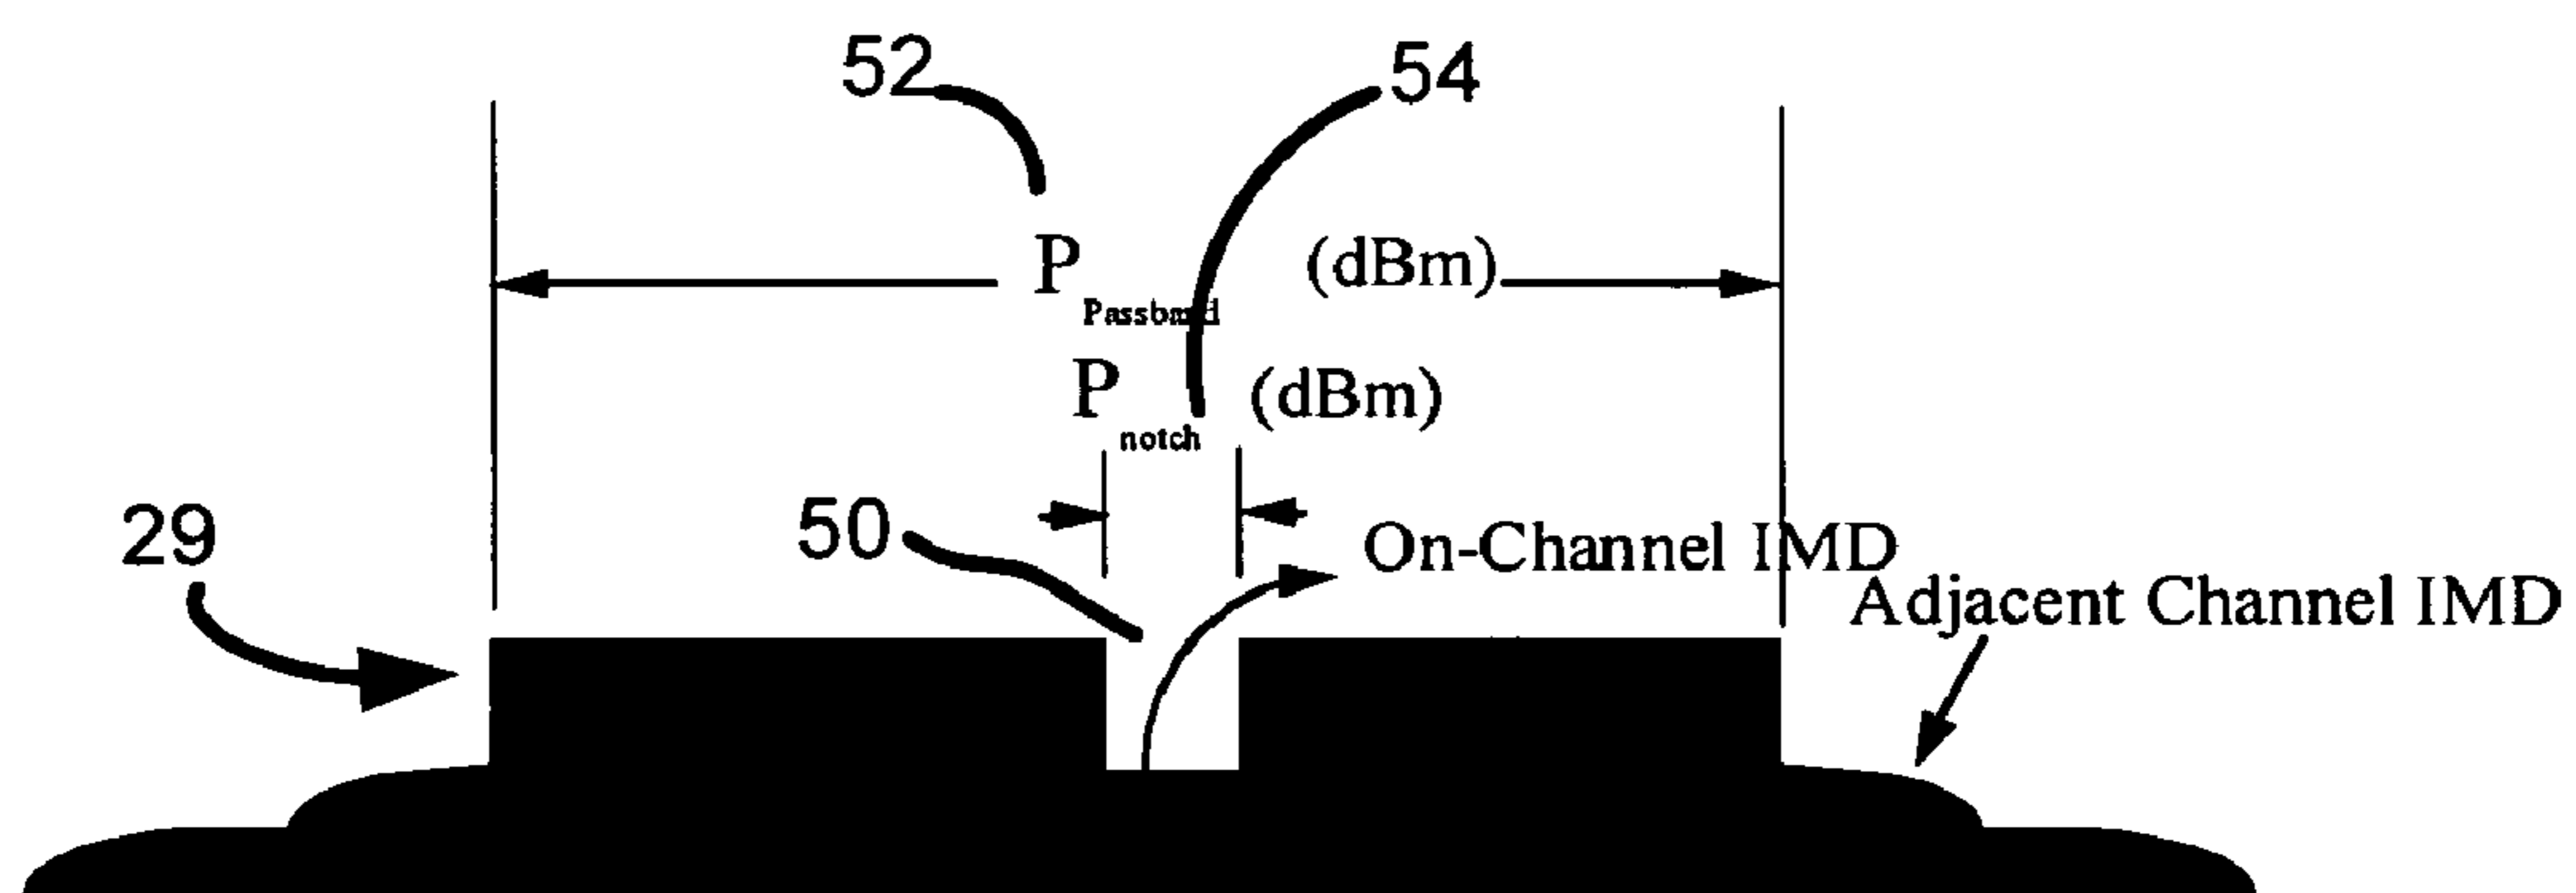 52
54
P Passband (dBm)
P notch (dBm)
29
50
On-Channel IMD
Adjacent Channel IMD